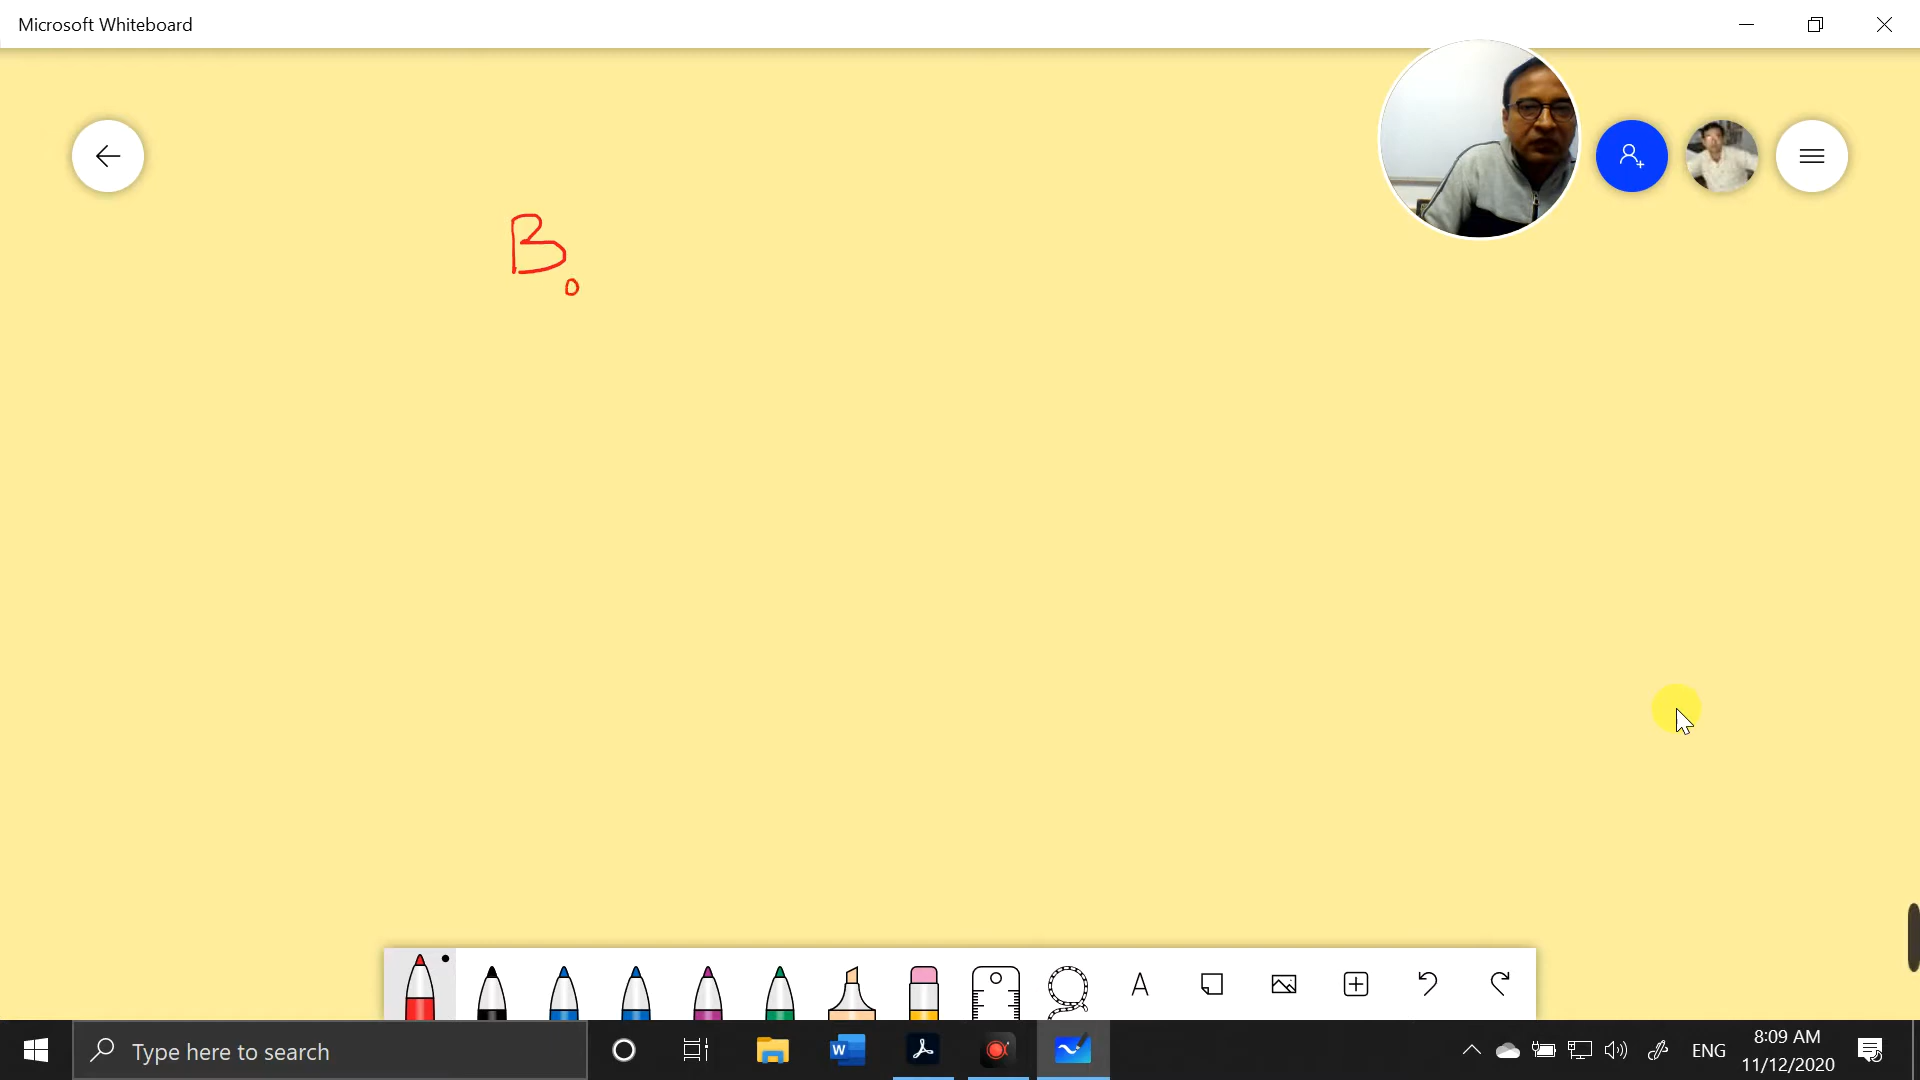 Microsoft Whiteboard
B₀
A
W
Type here to search
ENG
8:09 AM
11/12/2020